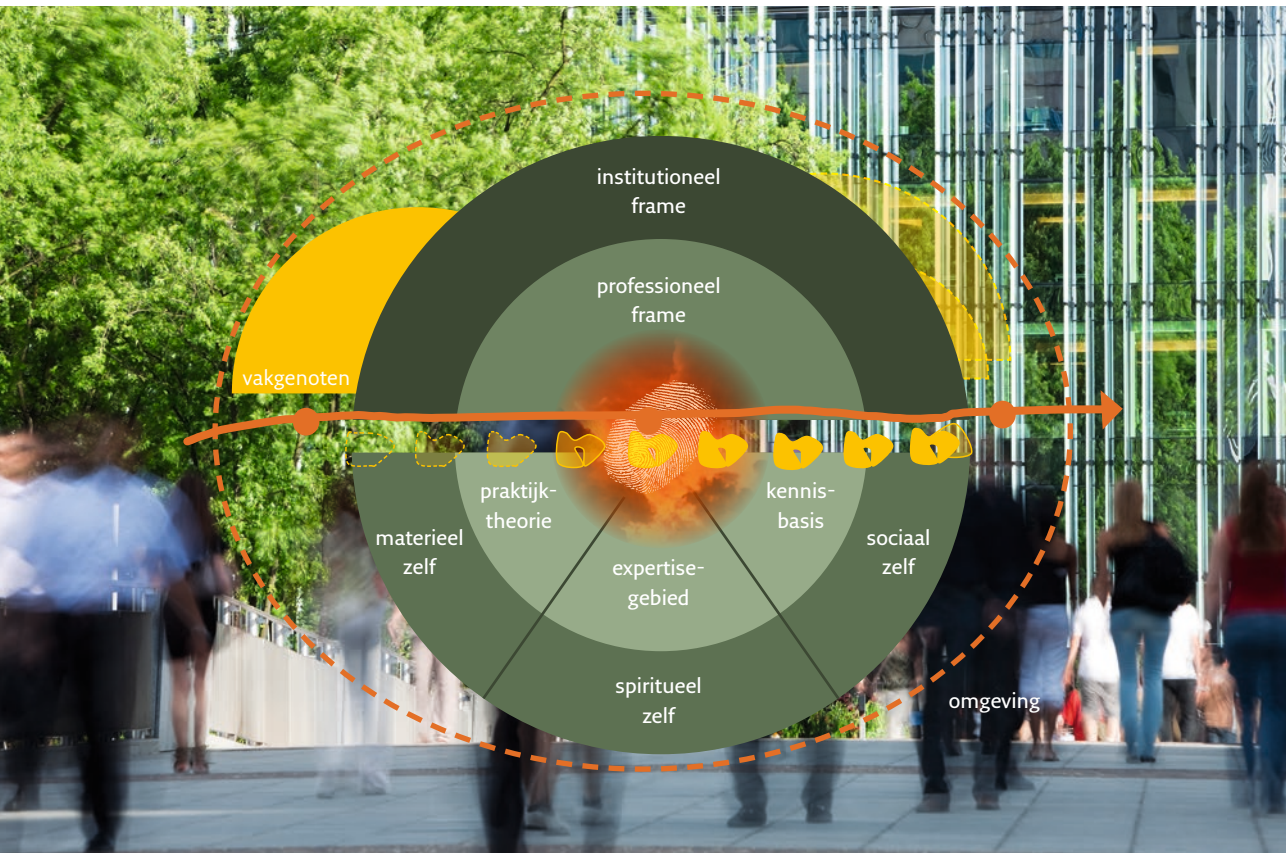 institutioneel
frame
professioneel
frame
vakgenoten
praktijk-
theorie
kennis-
basis
materieel
zelf
sociaal
zelf
expertise-
gebied
spiritueel
zelf
omgeving